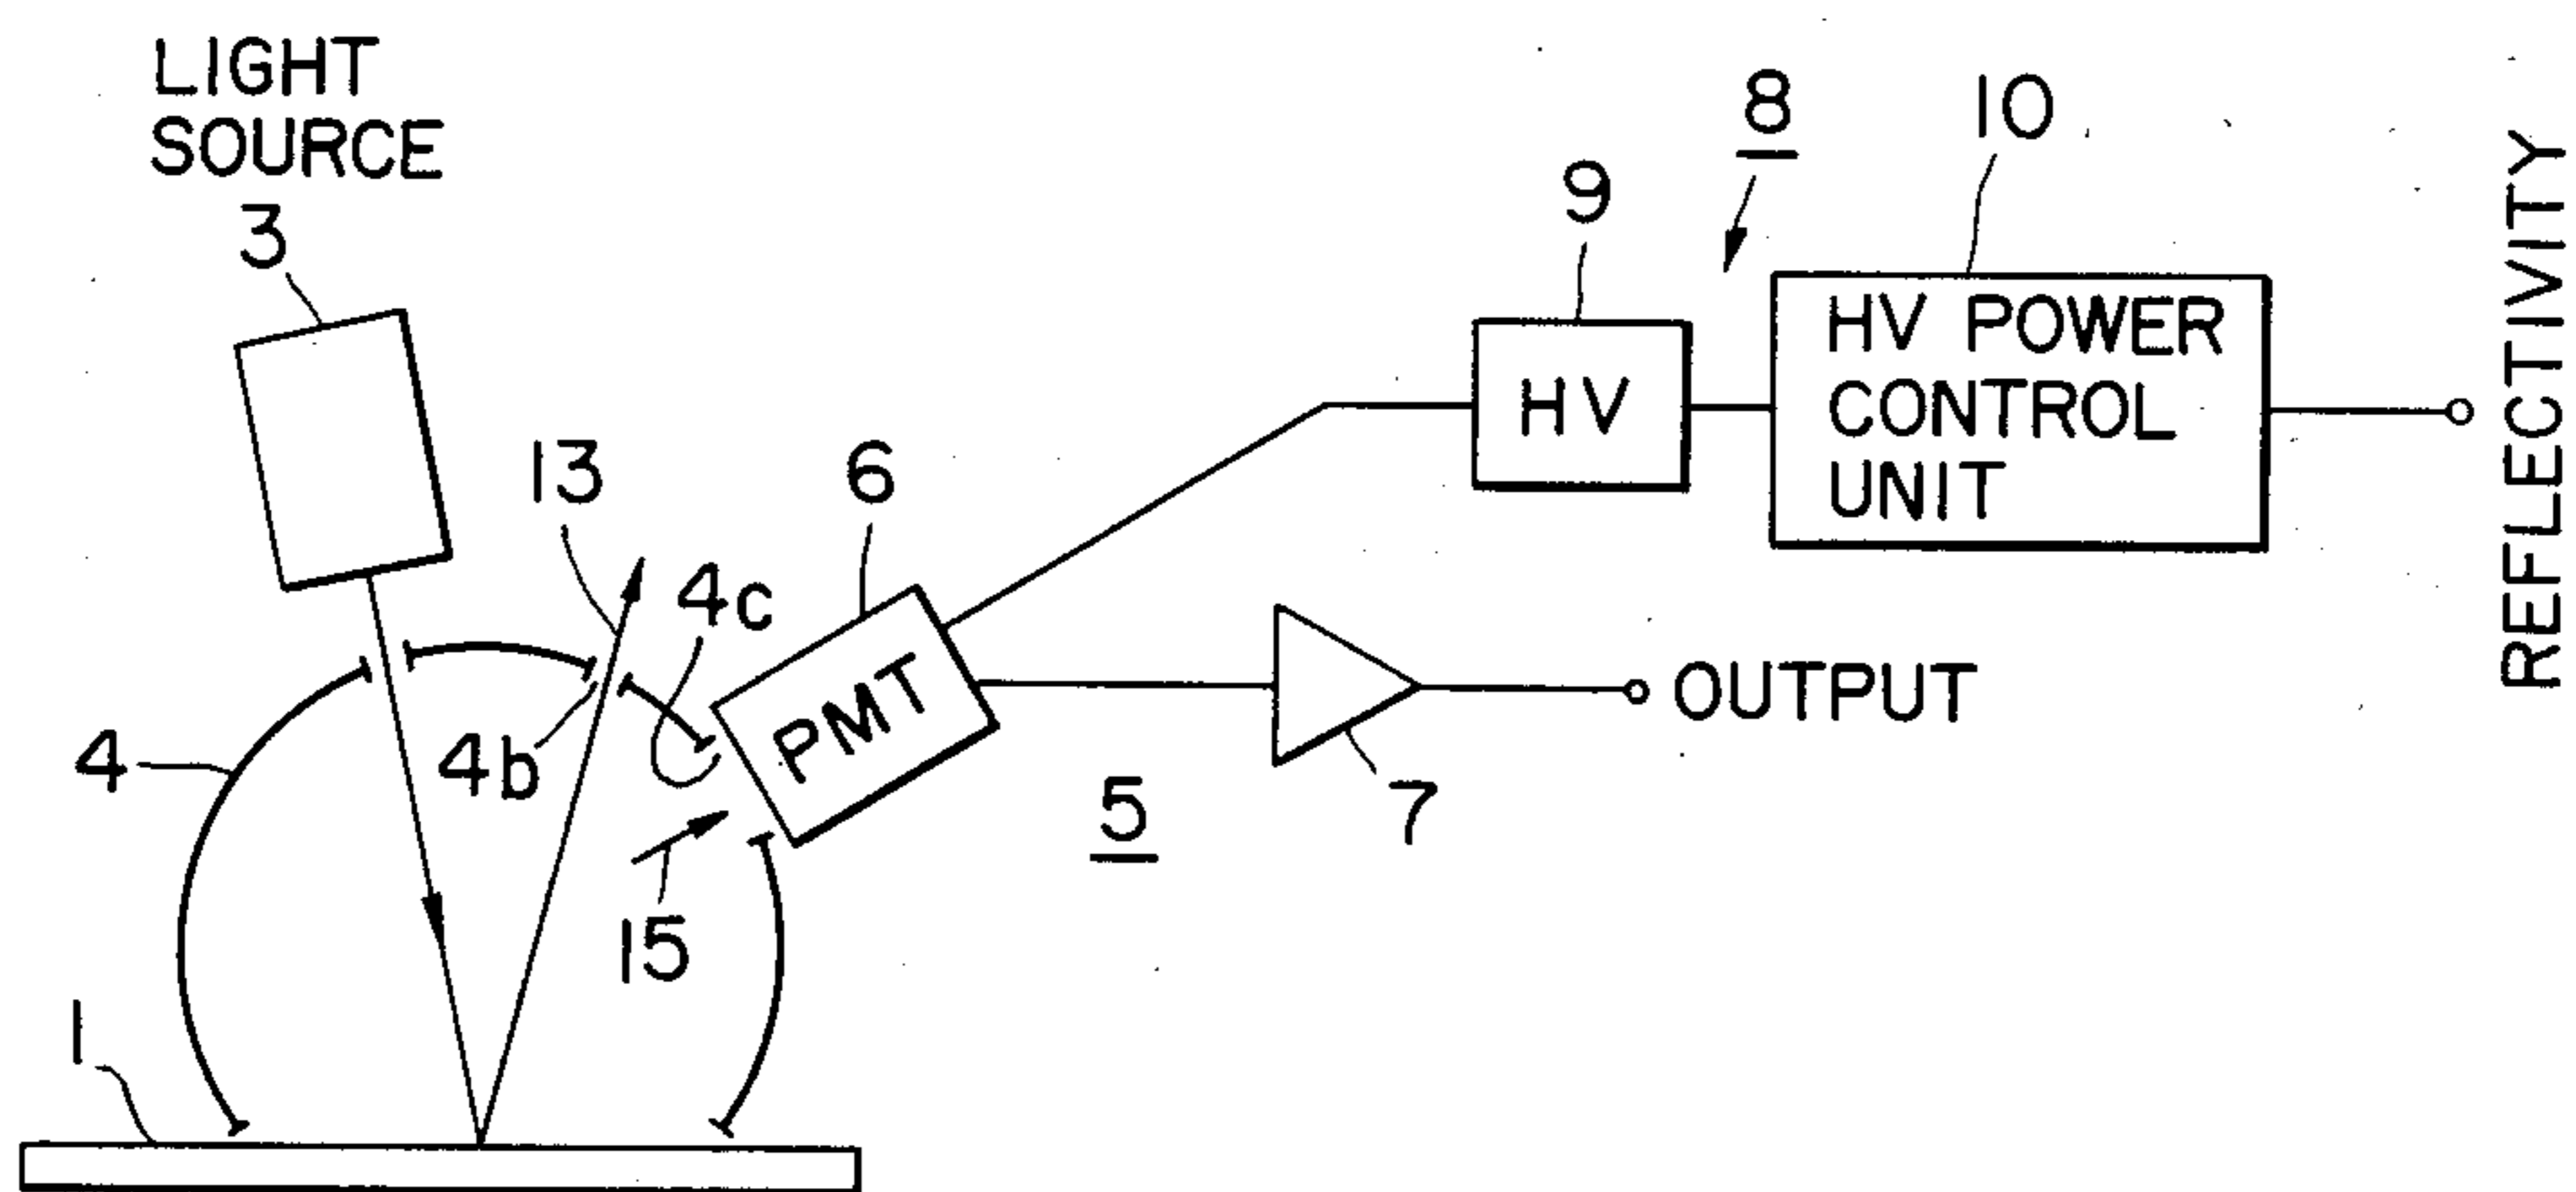 LIGHT
SOURCE
3
8
10
9
HV
HV POWER
CONTROL
UNIT
REFLECTIVITY
13
6
4c
PMT
OUTPUT
4
4b
5
7
15
1